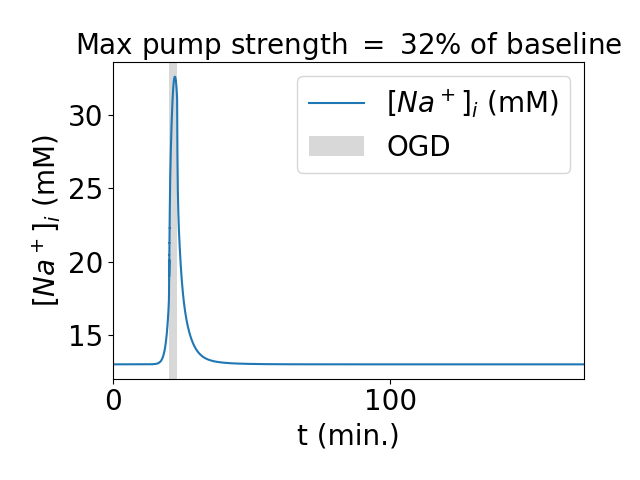 Max pump strength = 32% of baseline
[Na⁺]ᵢ (mM)
OGD
[Na⁺]ᵢ (mM)
30
25
20
15
0 100
t (min.)